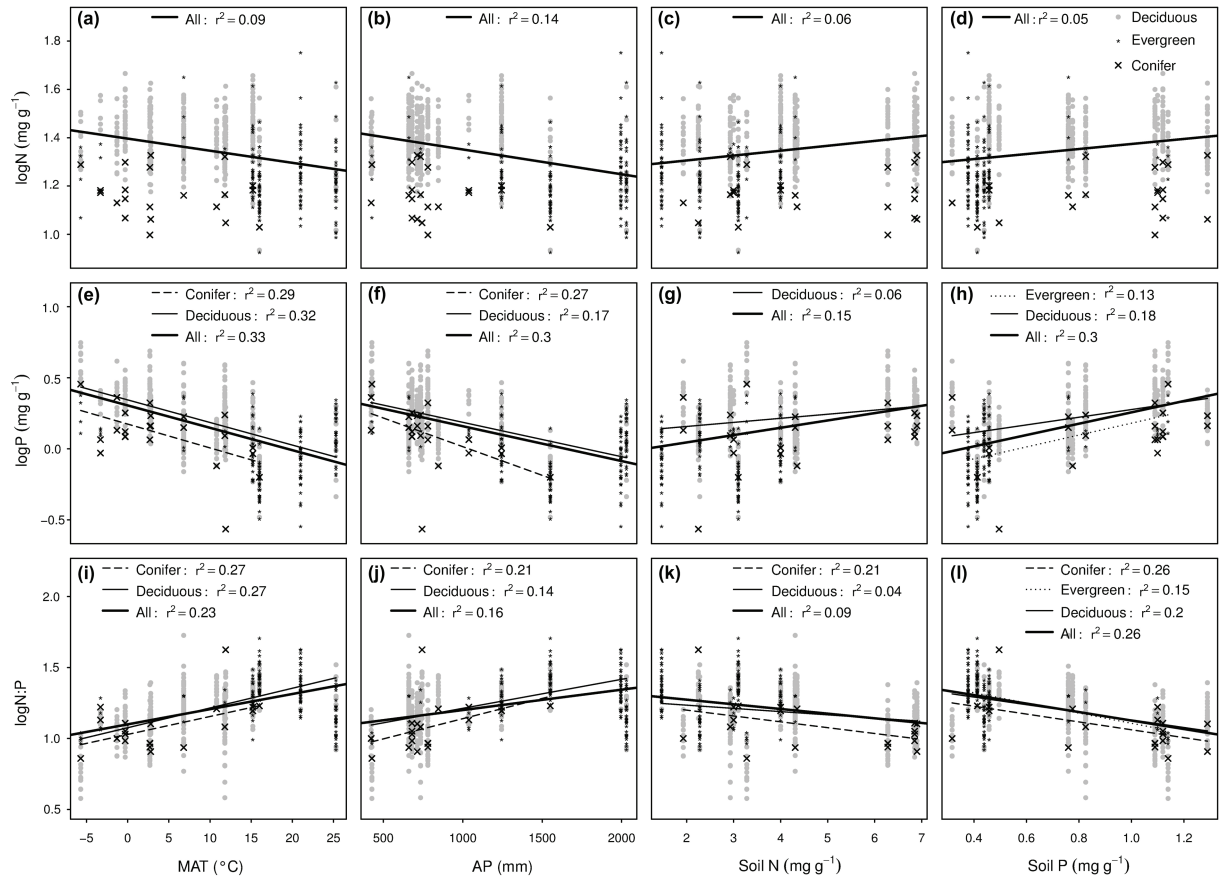 (a) All : r² = 0.09
(b) All : r² = 0.14
(c) All : r² = 0.06
(d) All : r² = 0.05
Deciduous
Evergreen
Conifer
logN (mg g⁻¹)
1.8
1.6
1.4
1.2
1.0
(e) Conifer : r² = 0.29
Deciduous : r² = 0.32
All : r² = 0.33
(f) Conifer : r² = 0.27
Deciduous : r² = 0.17
All : r² = 0.3
(g) Deciduous : r² = 0.06
All : r² = 0.15
(h) Evergreen : r² = 0.13
Deciduous : r² = 0.18
All : r² = 0.3
logP (mg g⁻¹)
1.0
0.5
0.0
−0.5
(i) Conifer : r² = 0.27
Deciduous : r² = 0.27
All : r² = 0.23
(j) Conifer : r² = 0.21
Deciduous : r² = 0.14
All : r² = 0.16
(k) Conifer : r² = 0.21
Deciduous : r² = 0.04
All : r² = 0.09
(l) Conifer : r² = 0.26
Evergreen : r² = 0.15
Deciduous : r² = 0.2
All : r² = 0.26
logN:P
2.0
1.5
1.0
0.5
−5 0 5 10 15 20 25
500 1000 1500 2000
2 3 4 5 6 7
0.4 0.6 0.8 1.0 1.2
MAT (°C)
AP (mm)
Soil N (mg g⁻¹)
Soil P (mg g⁻¹)